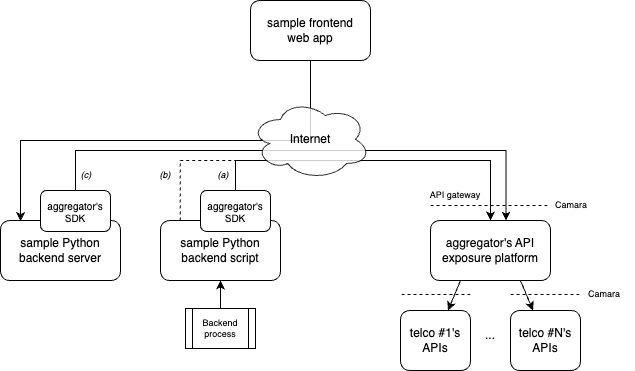 sample frontend
web app
Internet
(c)
(b)
(a)
API gateway
Camara
aggregator's
SDK
aggregator's
SDK
sample Python
backend server
sample Python
backend script
aggregator's API
exposure platform
Camara
Backend
process
telco #1's
APIs
...
telco #N's
APIs